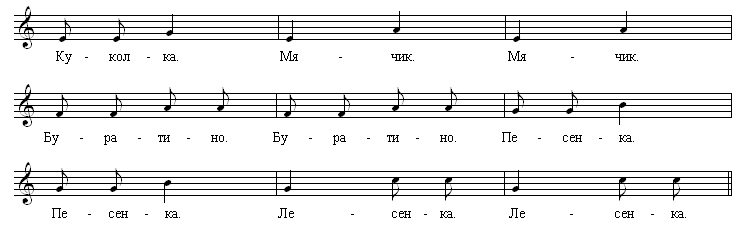 Ку - кол - ка. Мя - чик. Мя - чик.
Бу - ра - ти - но. Бу - ра - ти - но. Пе - сен - ка.
Пе - сен - ка. Ле - сен - ка. Ле - сен - ка.